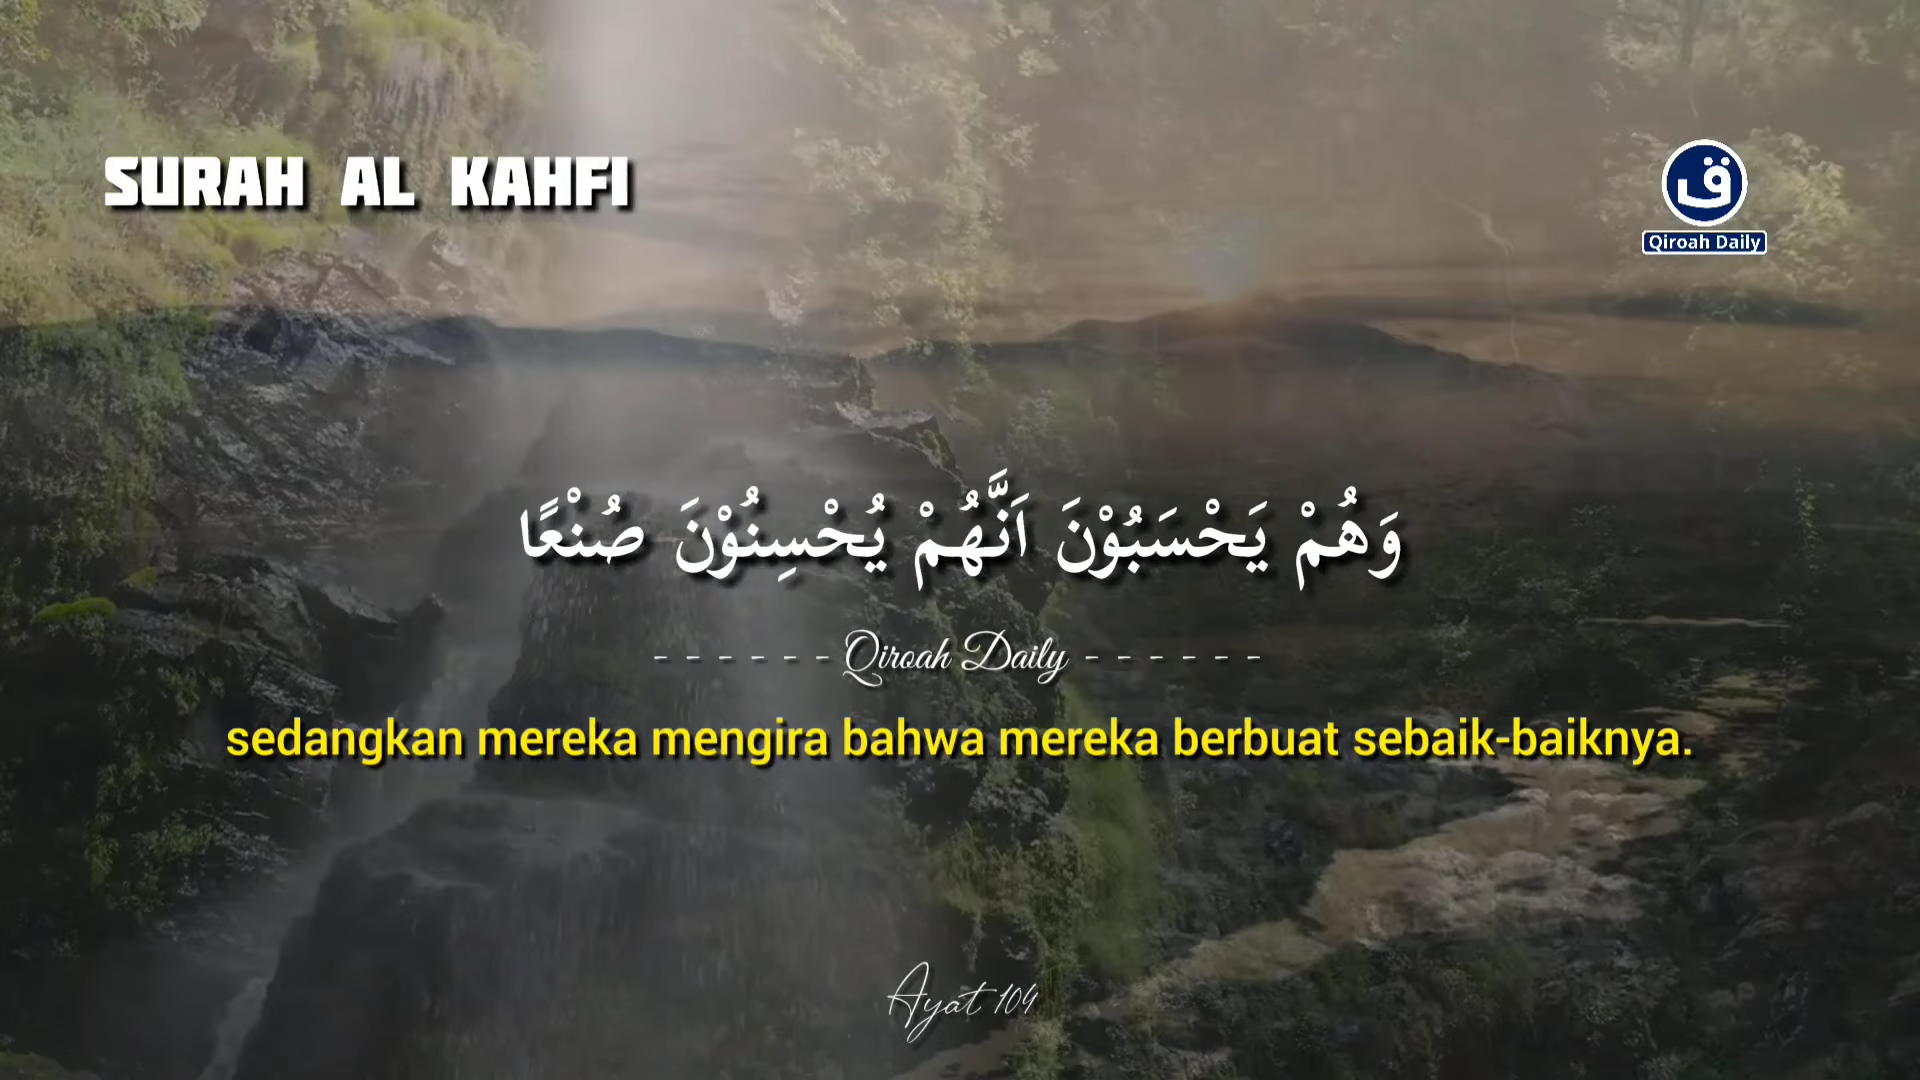 SURAH AL KAHFI
ق
Qiroah Daily
وَهُمْ يَحْسَبُوْنَ اَنَّهُمْ يُحْسِنُوْنَ صُنْعًا
- - - - - - Qiroah Daily - - - - - -
sedangkan mereka mengira bahwa mereka berbuat sebaik-baiknya.
Ayat 104